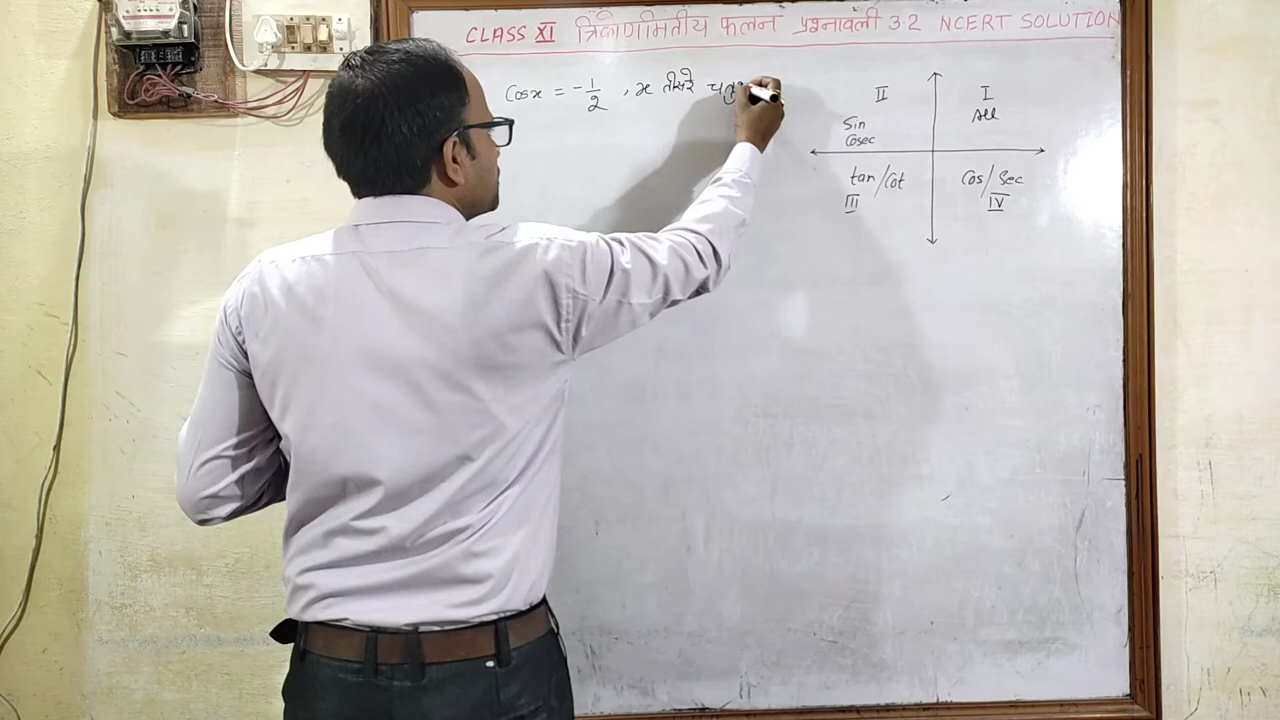 CLASS XI त्रिकोणमितीय फलन प्रश्नावली 3.2 NCERT SOLUTION
Cosx = -1/2 , x तीसरे
II
I
Sin
Cosec
All
tan/Cot
III
Cos/Sec
IV